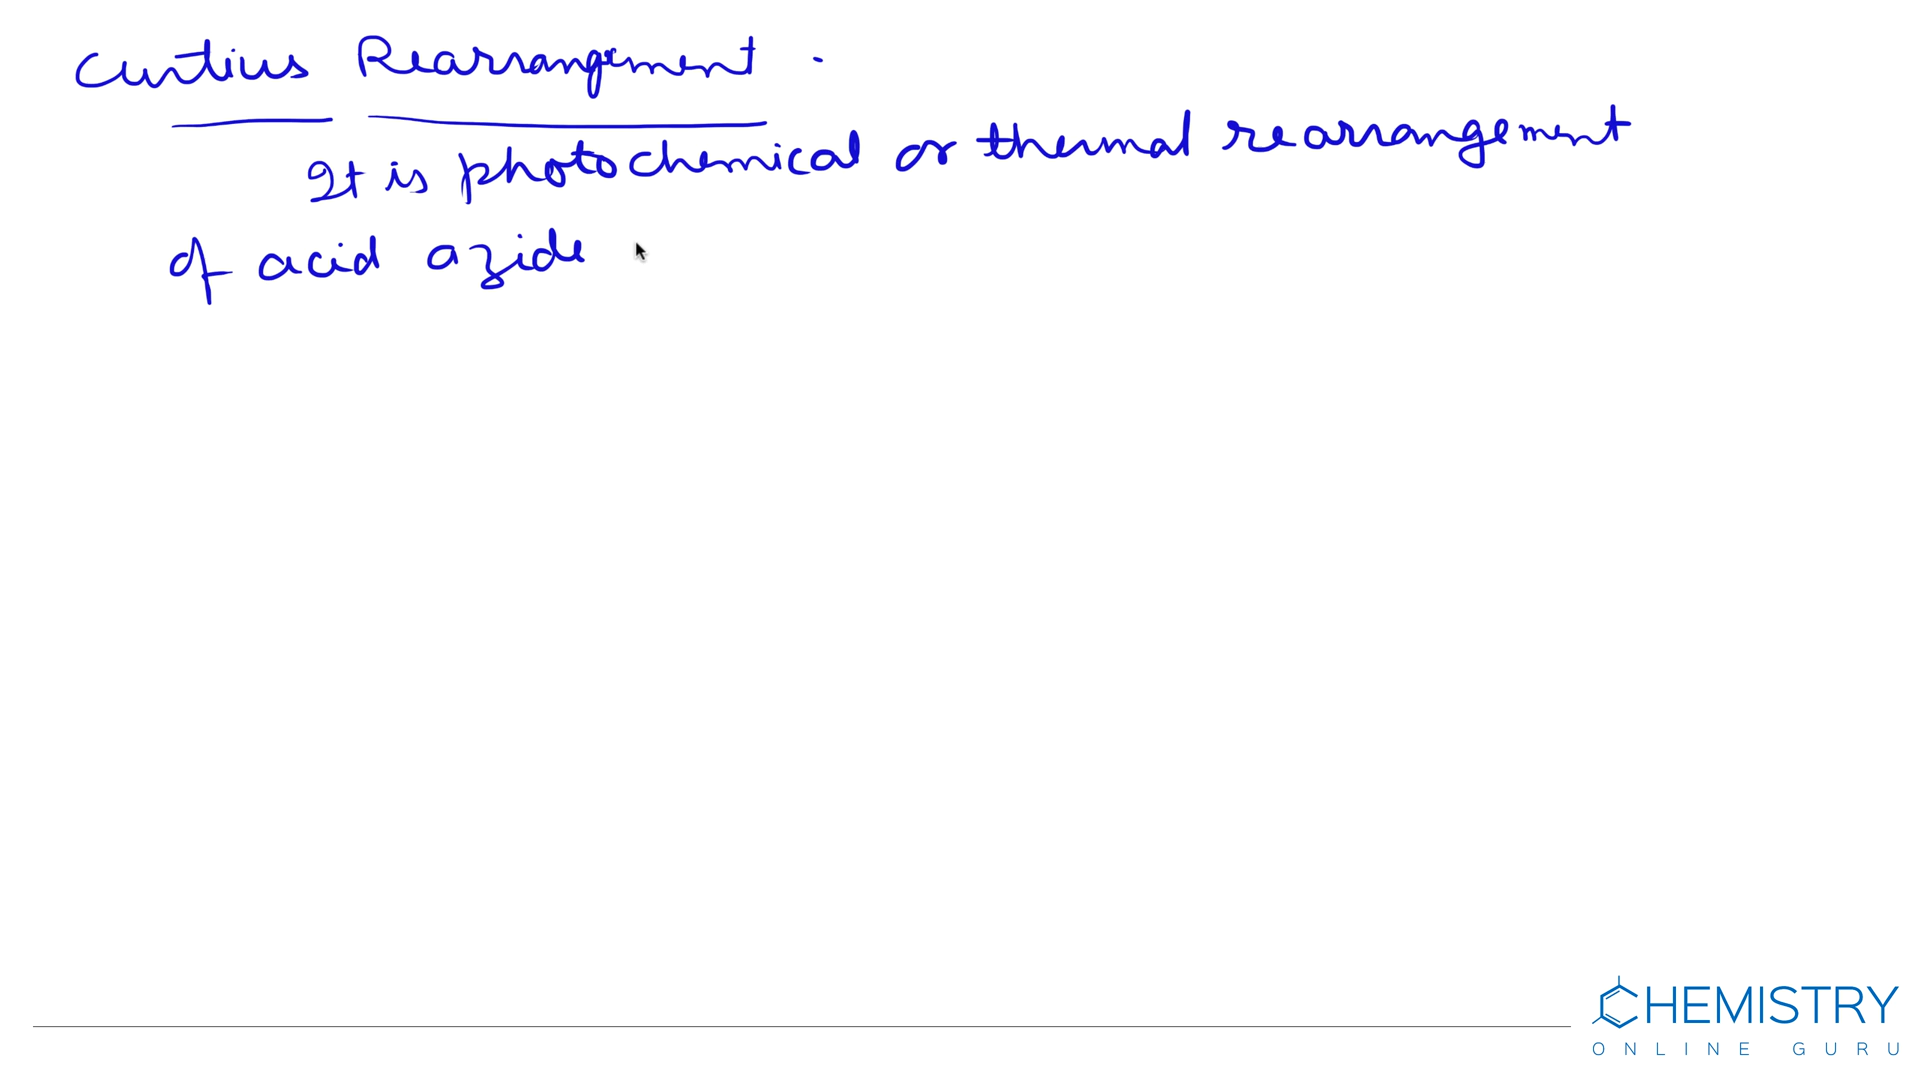 Curtius Rearrangement .
It is photochemical or thermal rearrangement
of acid azide
CHEMISTRY
ONLINE GURU